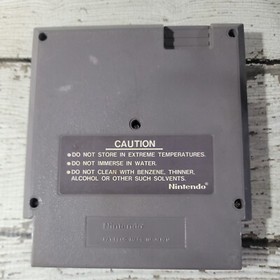 CAUTION
●DO NOT STORE IN EXTREME TEMPERATURES.
●DO NOT IMMERSE IN WATER.
●DO NOT CLEAN WITH BENZENE, THINNER,
ALCOHOL OR OTHER SUCH SOLVENTS.
Nintendo®
Nintendo